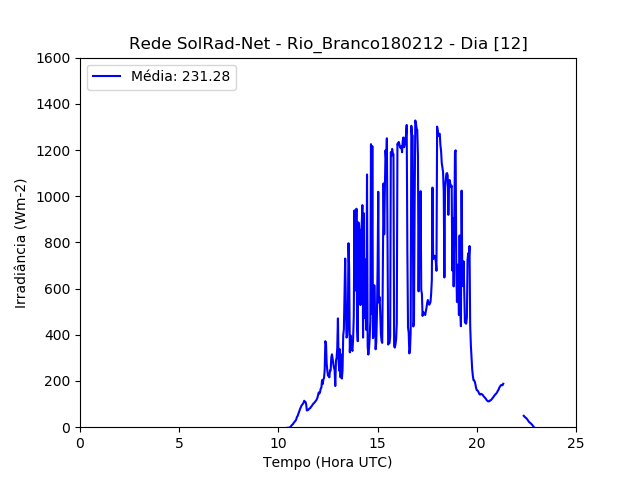 Rede SolRad-Net - Rio_Branco180212 - Dia [12]
Média: 231.28
1600
1400
1200
1000
800
600
400
200
0
Irradiância (Wm-2)
0 5 10 15 20 25
Tempo (Hora UTC)